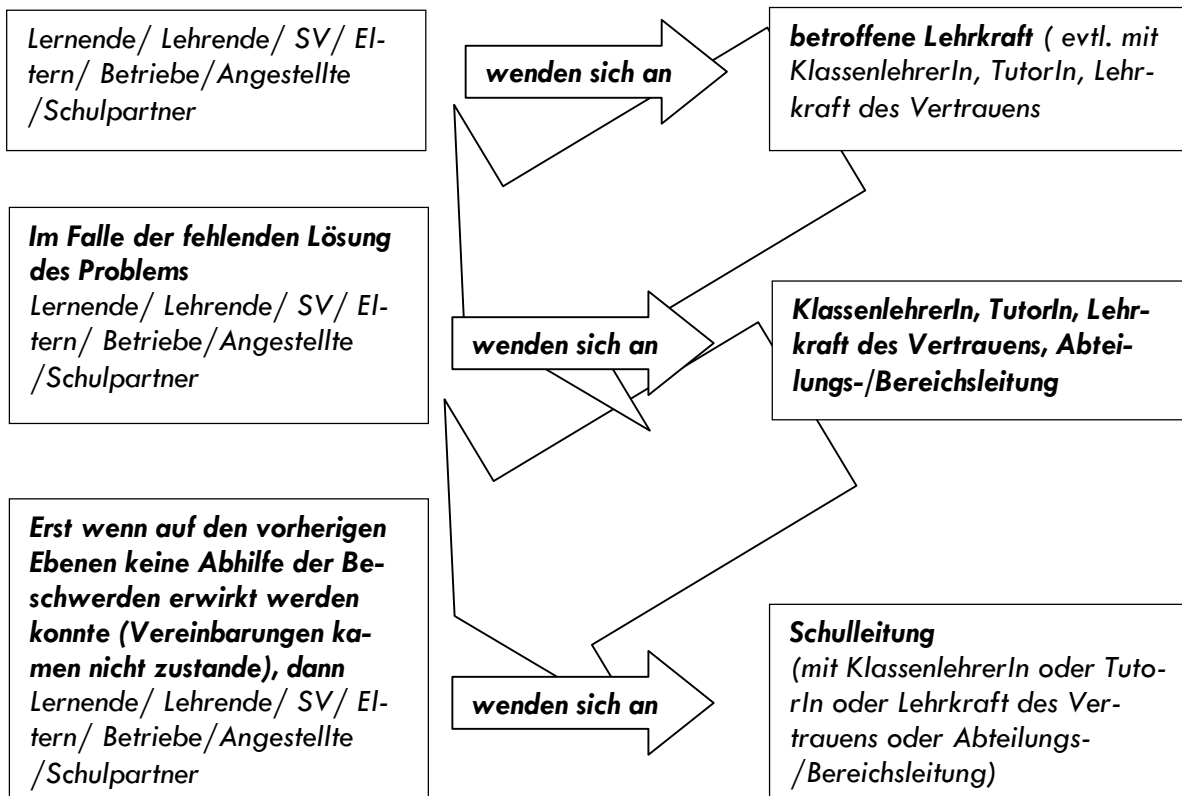 Lernende/ Lehrende/ SV/ El-
tern/ Betriebe/Angestellte
/Schulpartner
wenden sich an
betroffene Lehrkraft ( evtl. mit
KlassenlehrerIn, TutorIn, Lehr-
kraft des Vertrauens
Im Falle der fehlenden Lösung
des Problems
Lernende/ Lehrende/ SV/ El-
tern/ Betriebe/Angestellte
/Schulpartner
wenden sich an
KlassenlehrerIn, TutorIn, Lehr-
kraft des Vertrauens, Abtei-
lungs-/Bereichsleitung
Erst wenn auf den vorherigen
Ebenen keine Abhilfe der Be-
schwerden erwirkt werden
konnte (Vereinbarungen ka-
men nicht zustande), dann
Lernende/ Lehrende/ SV/ El-
tern/ Betriebe/Angestellte
/Schulpartner
wenden sich an
Schulleitung
(mit KlassenlehrerIn oder Tuto-
rIn oder Lehrkraft des Ver-
trauens oder Abteilungs-
/Bereichsleitung)